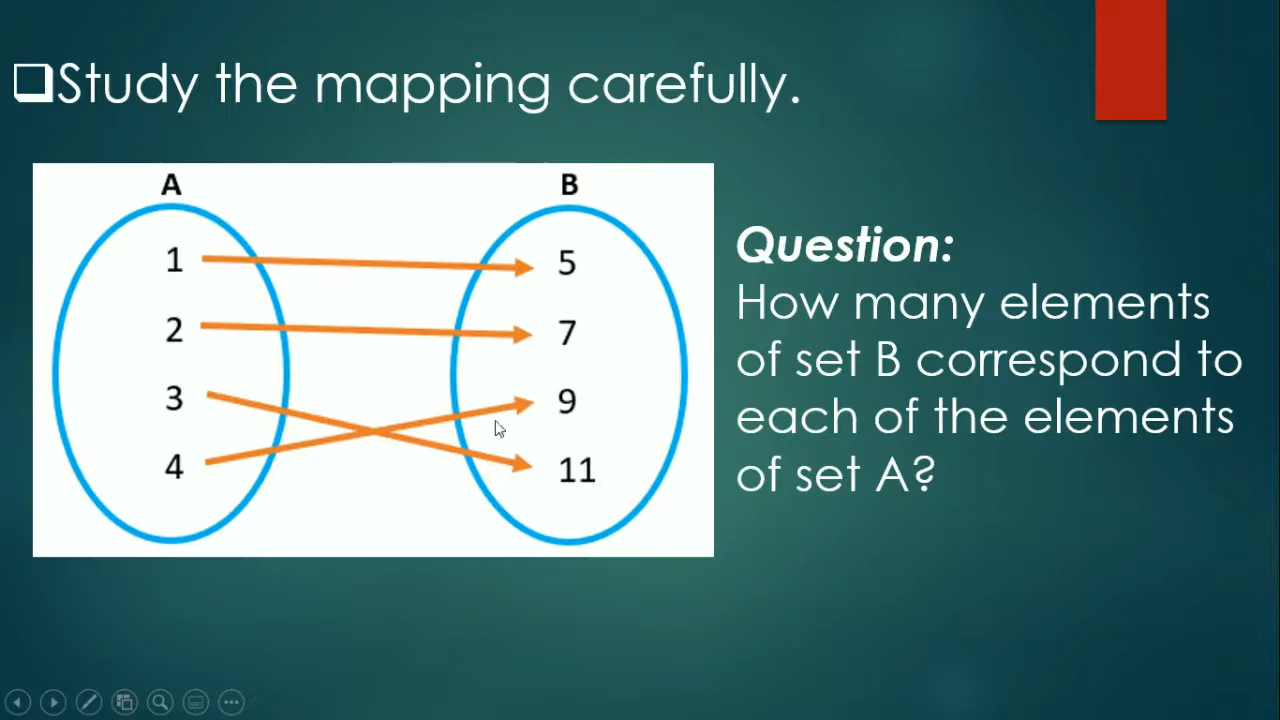 Study the mapping carefully.
A B
1 5
2 7
3 9
4 11
Question:
How many elements
of set B correspond to
each of the elements
of set A?